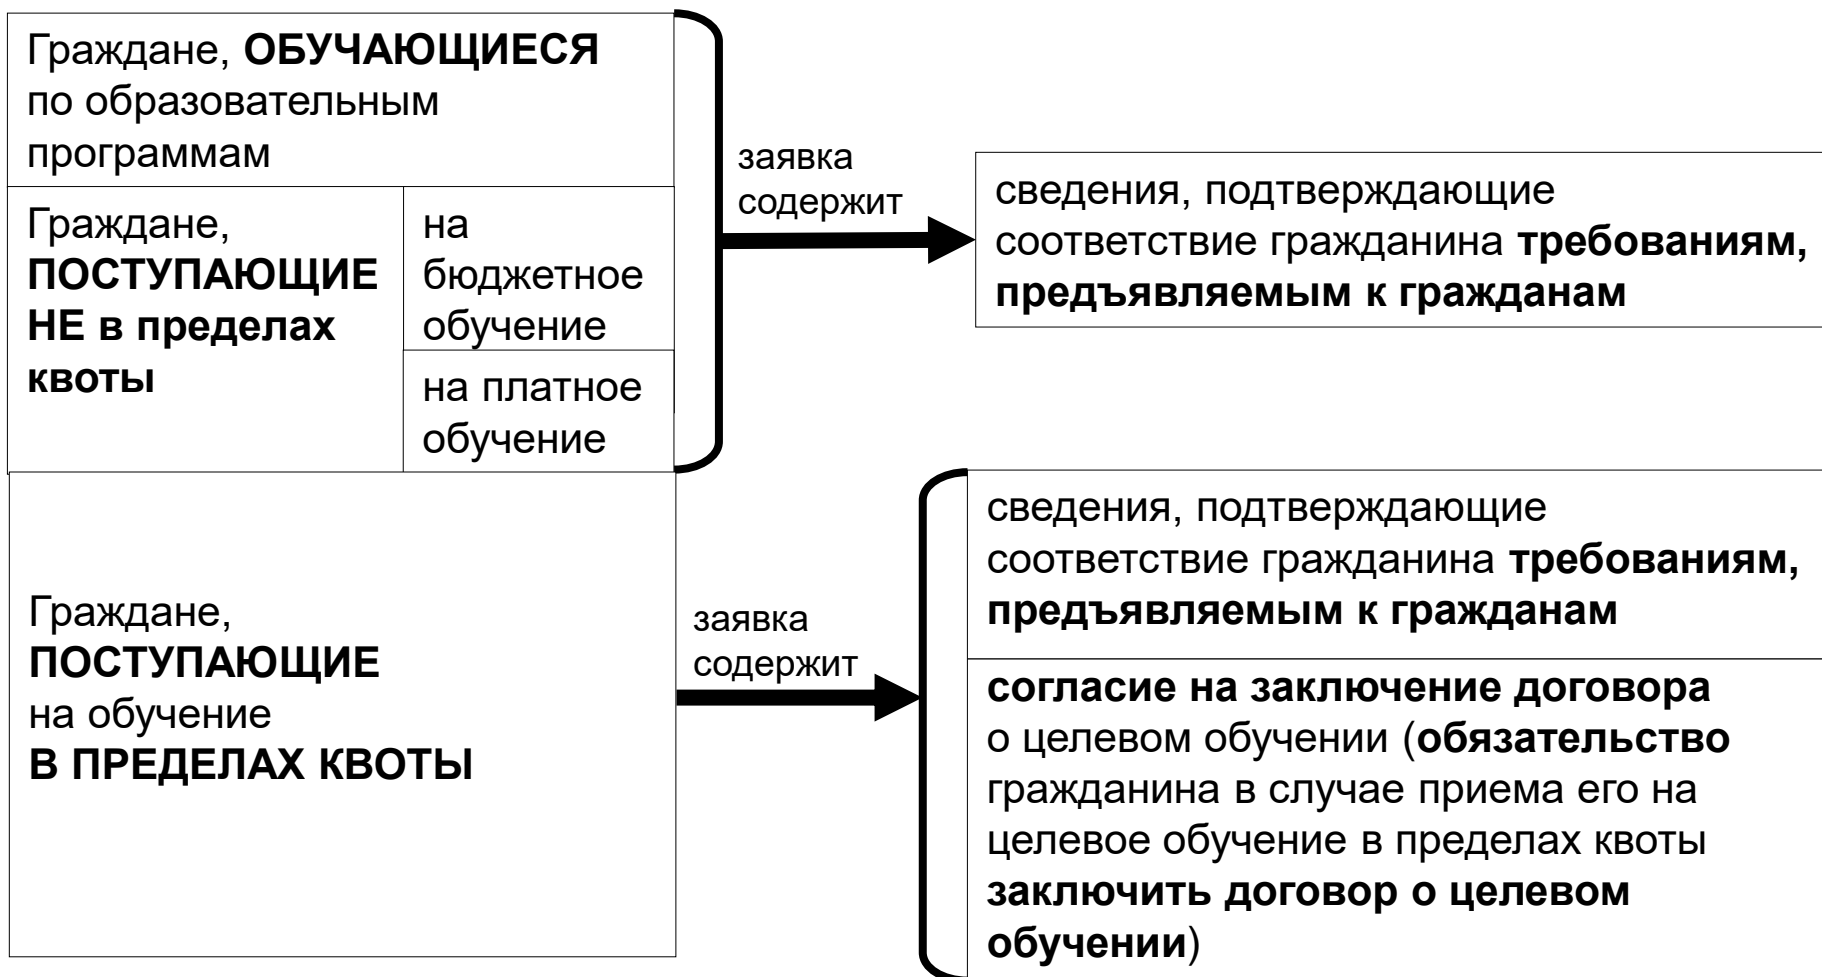 Граждане, ОБУЧАЮЩИЕСЯ
по образовательным
программам
Граждане,
ПОСТУПАЮЩИЕ
НЕ в пределах
квоты
на
бюджетное
обучение
на платное
обучение
заявка
содержит
сведения, подтверждающие
соответствие гражданина требованиям,
предъявляемым к гражданам
Граждане,
ПОСТУПАЮЩИЕ
на обучение
В ПРЕДЕЛАХ КВОТЫ
заявка
содержит
сведения, подтверждающие
соответствие гражданина требованиям,
предъявляемым к гражданам
согласие на заключение договора
о целевом обучении (обязательство
гражданина в случае приема его на
целевое обучение в пределах квоты
заключить договор о целевом
обучении)